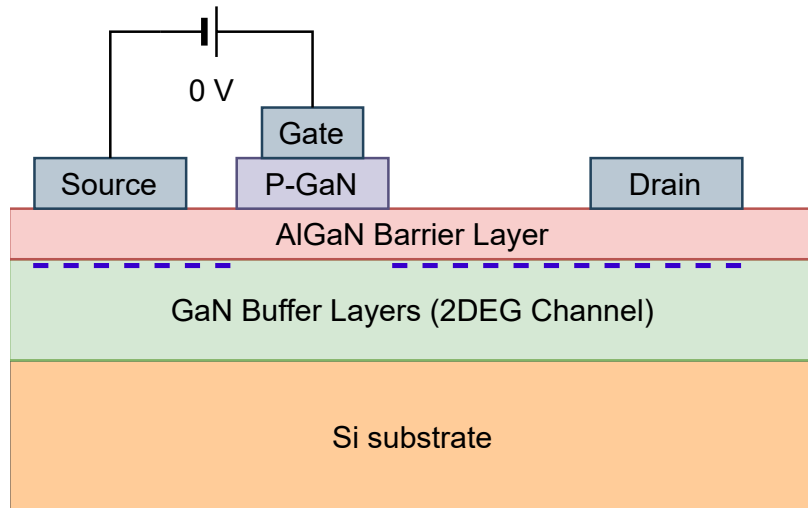 0 V
Gate
Source
P-GaN
Drain
AlGaN Barrier Layer
GaN Buffer Layers (2DEG Channel)
Si substrate